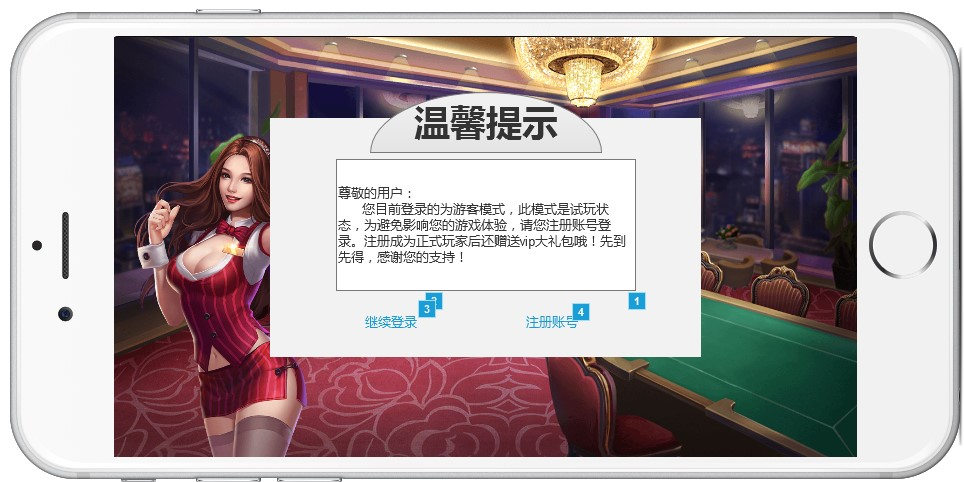 温馨提示
尊敬的用户：
您目前登录的为游客模式，此模式是试玩状
态，为避免影响您的游戏体验，请您注册账号登
录。注册成为正式玩家后还赠送vip大礼包哦！先到
先得，感谢您的支持！
1
3
4
继续登录
注册账号